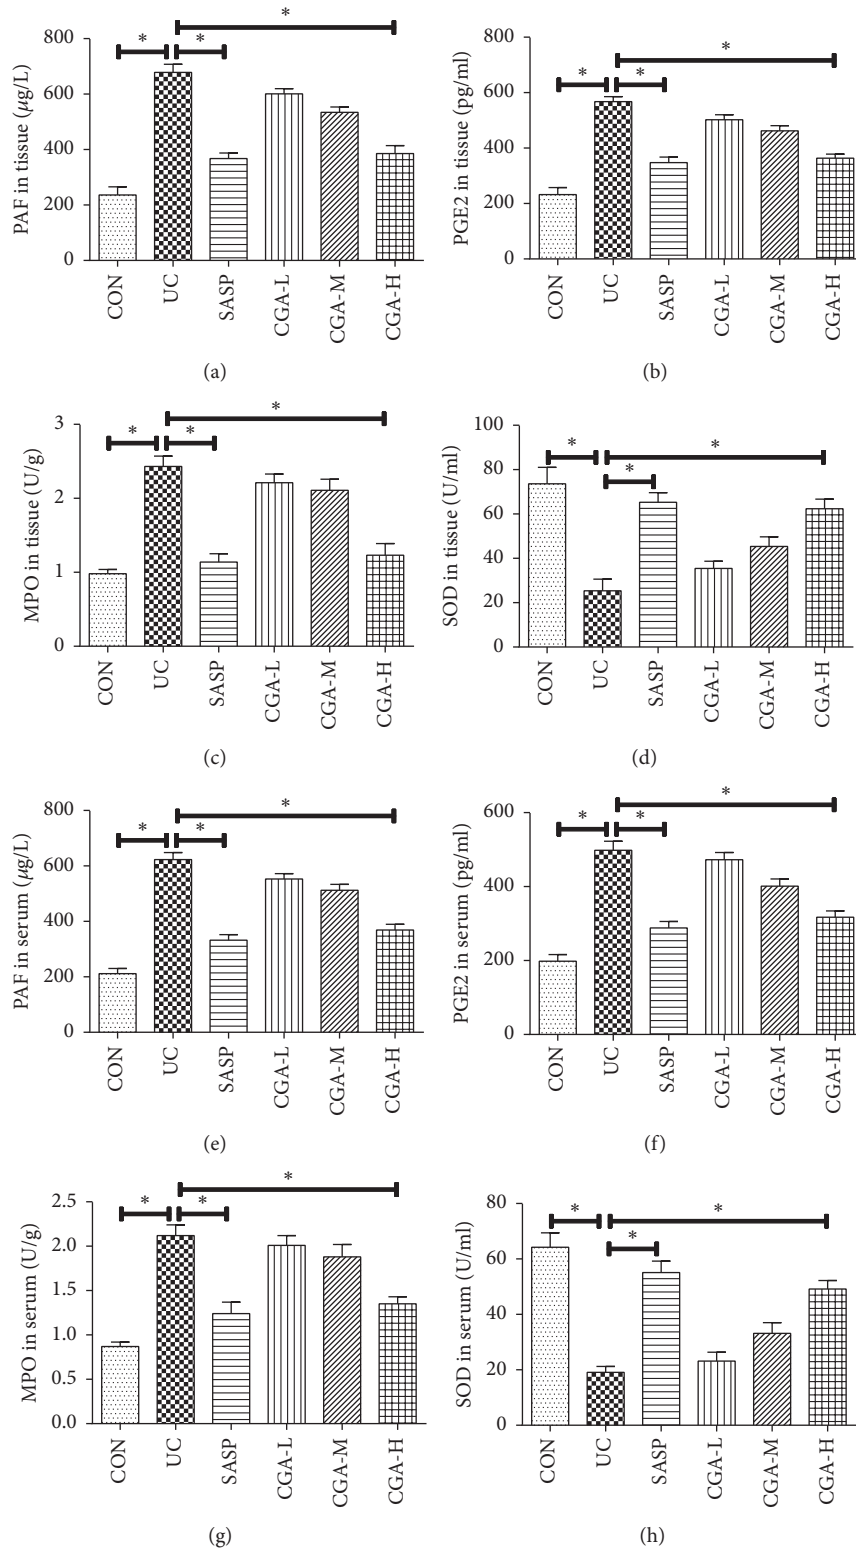 *
* *
PAF in tissue (μg/L)
800
600
400
200
0
CON
UC
SASP
CGA-L
CGA-M
CGA-H
(a)
*
* *
PGE2 in tissue (pg/ml)
800
600
400
200
0
CON
UC
SASP
CGA-L
CGA-M
CGA-H
(b)
*
* *
MPO in tissue (U/g)
3
2
1
0
CON
UC
SASP
CGA-L
CGA-M
CGA-H
(c)
* *
*
SOD in tissue (U/ml)
100
80
60
40
20
0
CON
UC
SASP
CGA-L
CGA-M
CGA-H
(d)
*
* *
PAF in serum (μg/L)
800
600
400
200
0
CON
UC
SASP
CGA-L
CGA-M
CGA-H
(e)
*
* *
PGE2 in serum (pg/ml)
600
400
200
0
CON
UC
SASP
CGA-L
CGA-M
CGA-H
(f)
*
* *
MPO in serum (U/g)
2.5
2.0
1.5
1.0
0.5
0.0
CON
UC
SASP
CGA-L
CGA-M
CGA-H
(g)
* *
*
SOD in serum (U/ml)
80
60
40
20
0
CON
UC
SASP
CGA-L
CGA-M
CGA-H
(h)